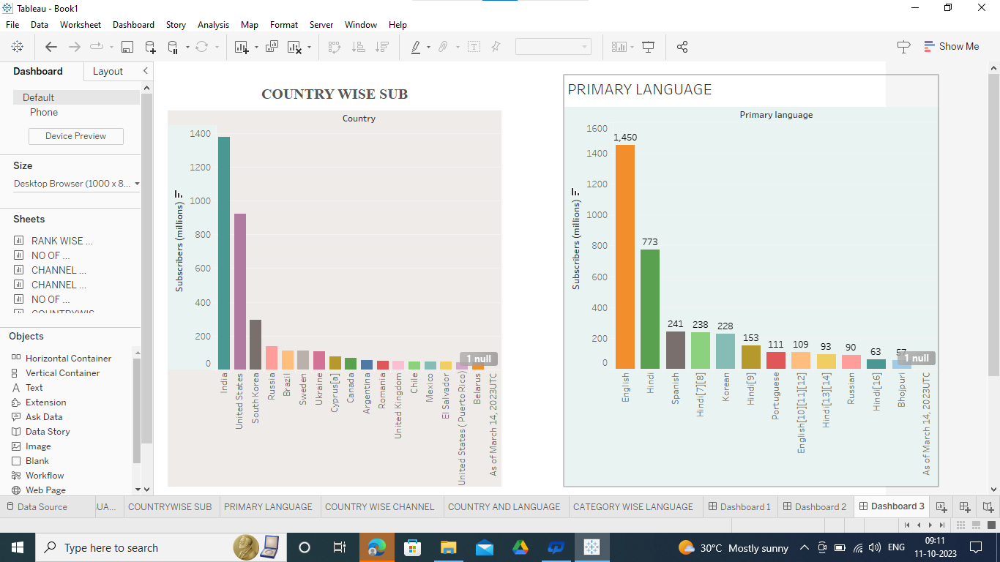 Tableau - Book1
File Data Worksheet Dashboard Story Analysis Map Format Server Window Help
Show Me
Dashboard Layout
Default
Phone
Device Preview
Size
Desktop Browser (1000 x 8...
Sheets
RANK WISE ...
NO OF ...
CHANNEL ...
CHANNEL ...
NO OF ...
Objects
Horizontal Container
Vertical Container
Text
Extension
Ask Data
Data Story
Image
Blank
Workflow
Web Page
COUNTRY WISE SUB
Country
Subscribers (millions)
1400
1200
1000
800
600
400
200
0
1 null
India
United States
South Korea
Russia
Brazil
Sweden
Ukraine
Cyprus[a]
Canada
Argentina
Romania
United Kingdom
Chile
Mexico
El Salvador
United States ( Puerto Rico)
Belarus
As of March 14, 2023UTC
PRIMARY LANGUAGE
Primary language
Subscribers (millions)
1600
1400
1200
1000
800
600
400
200
0
1,450
773
241
238
228
153
111
109
93
90
63
57
1 null
English
Hindi
Spanish
Hindi[7][8]
Korean
Hindi[9]
Portuguese
English[10][11][12]
Hindi[13][14]
Russian
Hindi[16]
Bhojpuri
As of March 14, 2023UTC
Data Source UA... COUNTRYWISE SUB PRIMARY LANGUAGE COUNTRY WISE CHANNEL COUNTRY AND LANGUAGE CATEGORY WISE LANGUAGE Dashboard 1 Dashboard 2 Dashboard 3
Type here to search
30°C Mostly sunny
ENG
09:11
11-10-2023